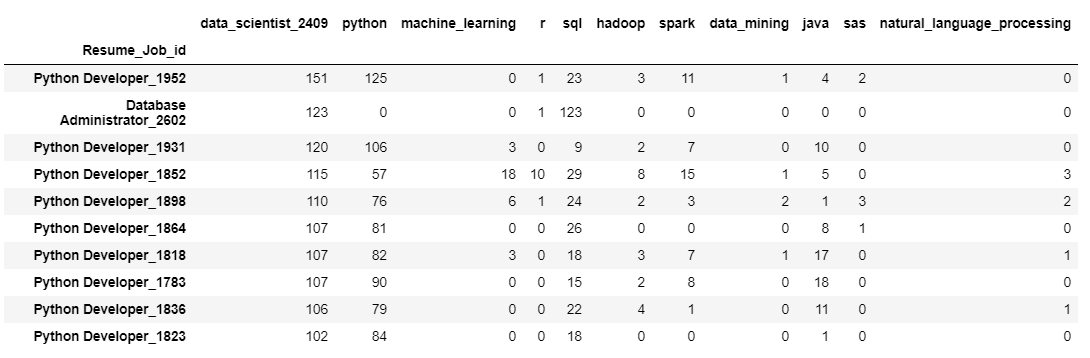 data_scientist_2409 python machine_learning r sql hadoop spark data_mining java sas natural_language_processing
Resume_Job_id
Python Developer_1952 151 125 0 1 23 3 11 1 4 2 0
Database
Administrator_2602 123 0 0 1 123 0 0 0 0 0 0
Python Developer_1931 120 106 3 0 9 2 7 0 10 0 0
Python Developer_1852 115 57 18 10 29 8 15 1 5 0 3
Python Developer_1898 110 76 6 1 24 2 3 2 1 3 2
Python Developer_1864 107 81 0 0 26 0 0 0 8 1 0
Python Developer_1818 107 82 3 0 18 3 7 1 17 0 1
Python Developer_1783 107 90 0 0 15 2 8 0 18 0 0
Python Developer_1836 106 79 0 0 22 4 1 0 11 0 1
Python Developer_1823 102 84 0 0 18 0 0 0 1 0 0